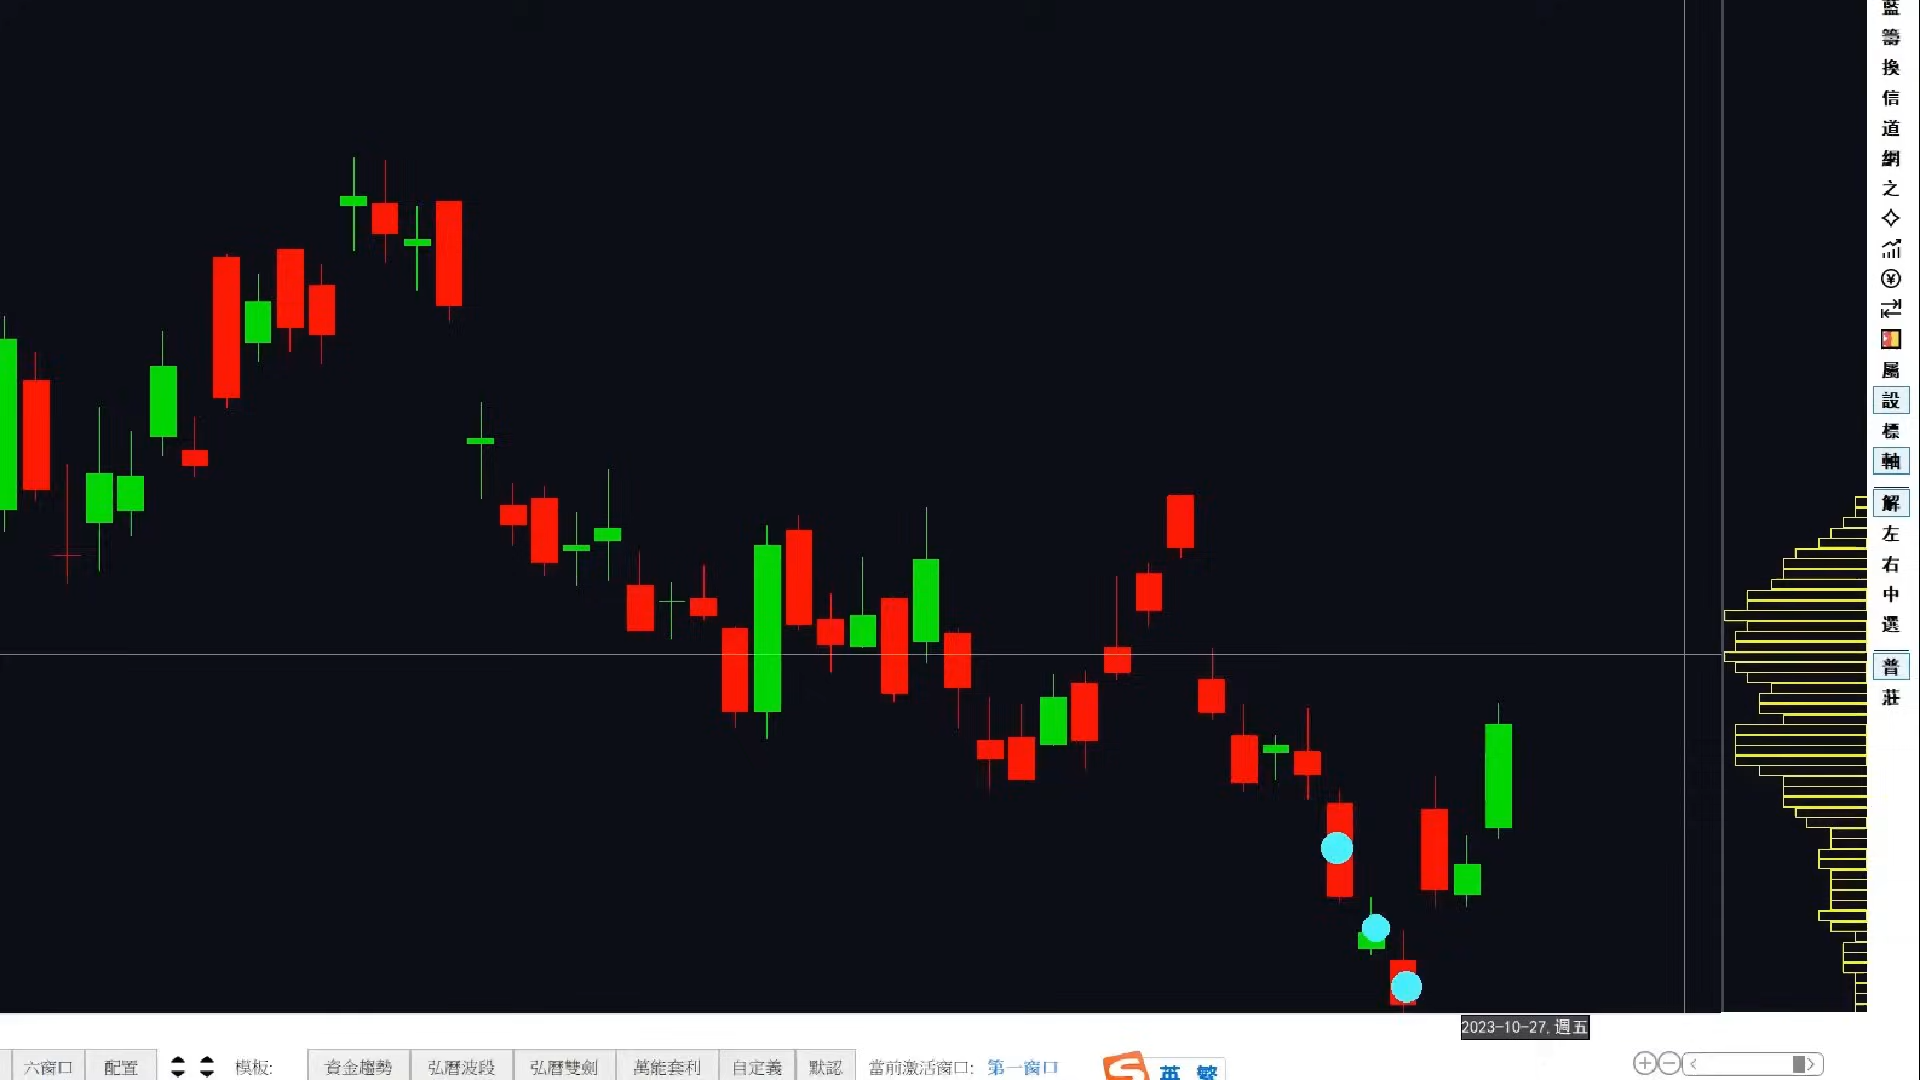 藍
籌
換
信
道
網
之
屬
設
標
軸
解
左
右
中
選
普
莊
2023-10-27,週五
六窗口 配置 模板: 資金趨勢 弘曆波段 弘曆雙劍 萬能套利 自定義 默認 當前激活窗口: 第一窗口 英 繁